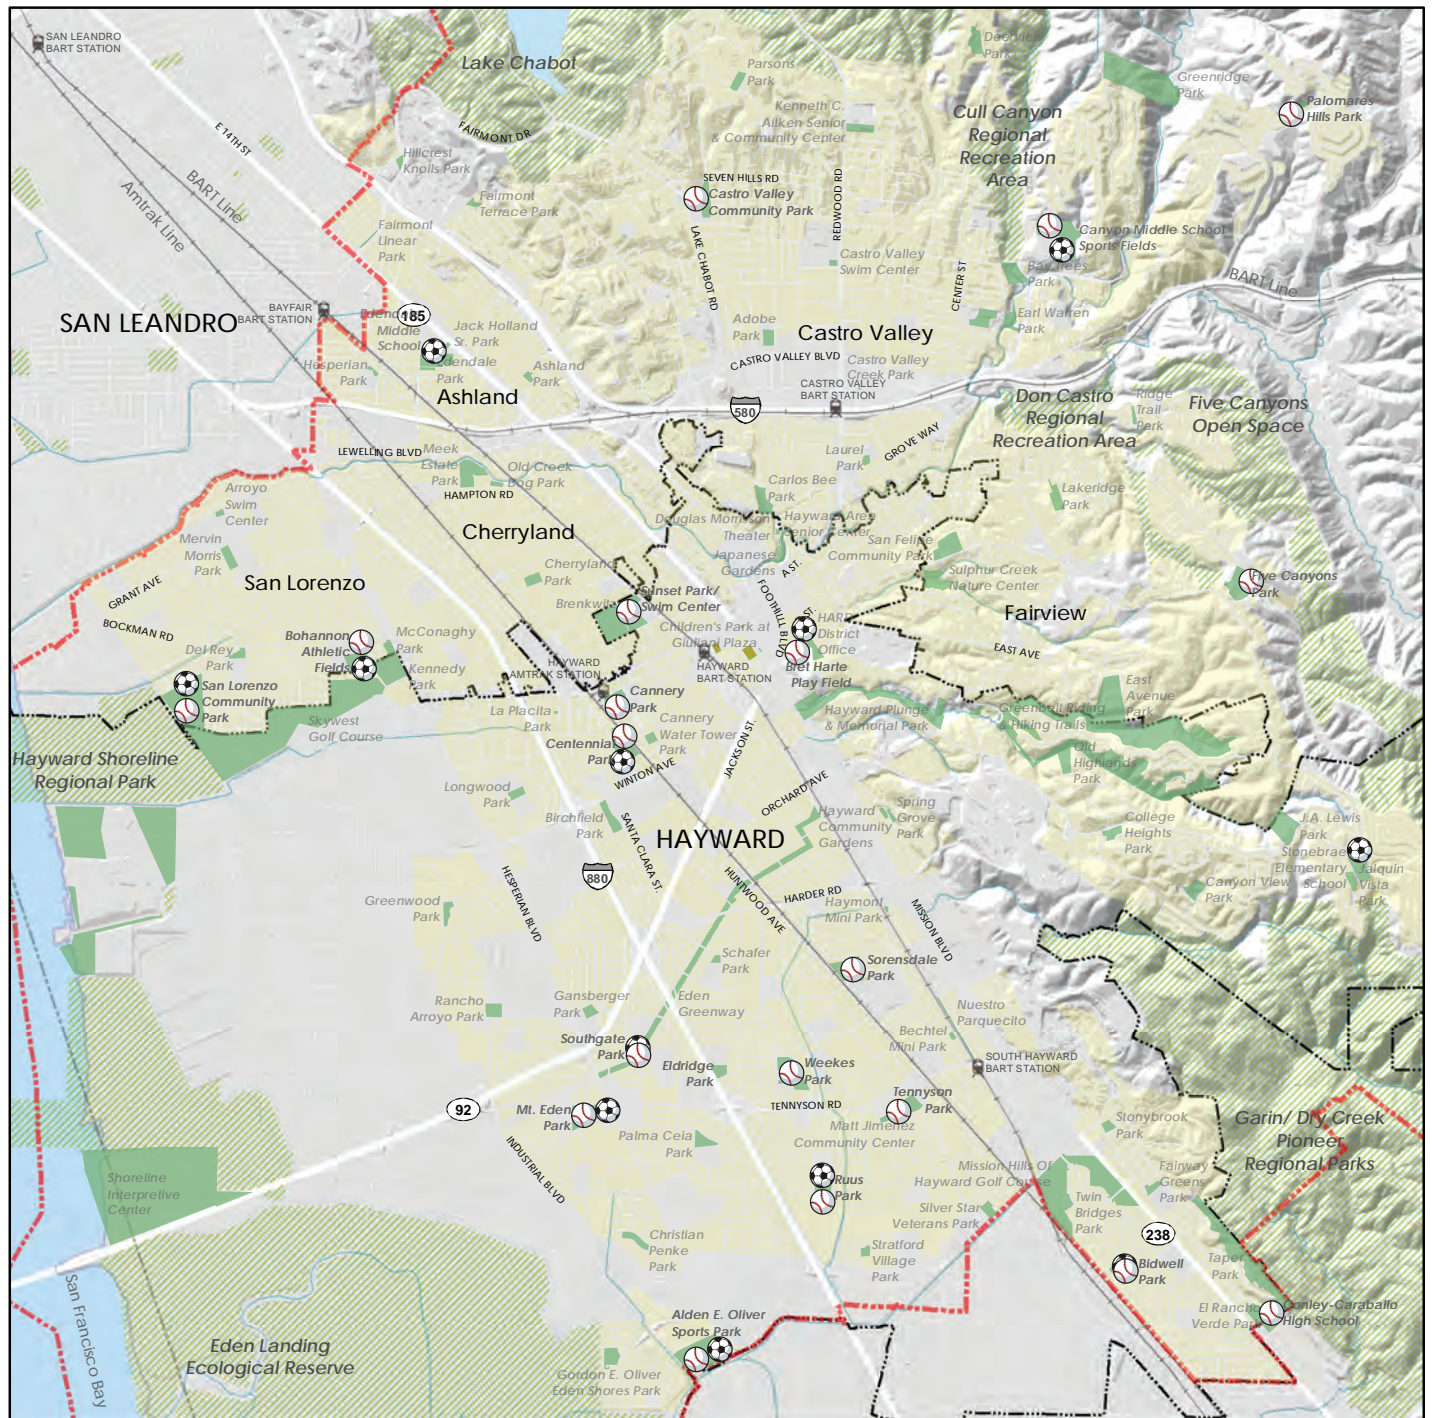 SAN LEANDRO
BART STATION
Lake Chabot
Parsons
Park
Deerview
Park
Greenridge
Park
Palomares
Hills Park
Kenneth C.
Aitken Senior
& Community Center
Cull Canyon
Regional
Recreation
Area
E 14TH ST
FAIRMONT DR
Hillcrest
Knolls Park
BART Line
Amtrak Line
SEVEN HILLS RD
Castro Valley
Community Park
REDWOOD RD
Fairmont
Terrace Park
Fairmont
Linear
Park
LAKE CHABOT RD
Canyon Middle School
Sports Fields
Bay Trees
Park
Castro Valley
Swim Center
CENTER ST
BART Line
SAN LEANDRO
BAYFAIR
BART STATION
Edendale
Middle
School
185
Jack Holland
Sr. Park
Adobe
Park
Castro Valley
Earl Warren
Park
Hesperian
Park
Edendale
Park
Ashland
Park
CASTRO VALLEY BLVD
Castro Valley
Creek Park
Ashland
CASTRO VALLEY
BART STATION
580
Don Castro
Regional
Recreation Area
Ridge
Trail
Park
Five Canyons
Open Space
LEWELLING BLVD
Meek
Estate
Park
HAMPTON RD
Old Creek
Dog Park
Laurel
Park
GROVE WAY
Arroyo
Swim
Center
Carlos Bee
Park
Lakeridge
Park
Cherryland
Douglas Morrisson
Theater
Hayward Area
Senior Center
San Felipe
Community Park
Mervin
Morris
Park
Japanese
Gardens
A ST.
Sulphur Creek
Nature Center
San Lorenzo
Cherryland
Park
Five Canyons
Park
GRANT AVE
BOCKMAN RD
Brenkwitz
Sunset Park/
Swim Center
FOOTHILL BLVD
ST.
Fairview
Bohannon
Athletic
Fields
McConaghy
Park
Children's Park at
Giuliani Plaza
HARD
District
Office
EAST AVE
Del Rey
Park
Kennedy
Park
HAYWARD
AMTRAK STATION
HAYWARD
BART STATION
Bret Harte
Play Field
San Lorenzo
Community
Park
Cannery
Park
East
Avenue
Park
Skywest
Golf Course
La Placita
Park
Cannery
Water Tower
Park
Hayward Plunge
& Memorial Park
Greenbelt Riding
& Hiking Trails
Hayward Shoreline
Regional Park
Centennial
Park
WINTON AVE
JACKSON ST.
Old
Highlands
Park
Longwood
Park
ORCHARD AVE
Birchfield
Park
SANTA CLARA ST.
HAYWARD
Hayward
Community
Gardens
Spring
Grove
Park
College
Heights
Park
J.A. Lewis
Park
Stonebrae
Elementary
School
Jalquin
Vista
Park
880
HESPERIAN BLVD
HUNTWOOD AVE
HARDER RD
Haymont
Mini Park
MISSION BLVD
Canyon View
Park
Greenwood
Park
Schafer
Park
Sorensdale
Park
Rancho
Arroyo Park
Gansberger
Park
Eden
Greenway
Nuestro
Parquecito
Bechtel
Mini Park
Southgate
Park
Eldridge
Park
Weekes
Park
SOUTH HAYWARD
BART STATION
92
Mt. Eden
Park
TENNYSON RD
Tennyson
Park
Palma Ceia
Park
Matt Jimenez
Community Center
Stonybrook
Park
Garin/ Dry Creek
Pioneer
Regional Parks
INDUSTRIAL BLVD
Shoreline
Interpretive
Center
Ruus
Park
Mission Hills Of
Hayward Golf Course
Fairway
Greens
Park
Twin
Bridges
Park
Silver Star
Veterans Park
238
Christian
Penke
Park
Stratford
Village
Park
Bidwell
Park
Taper
Park
San Francisco Bay
Alden E. Oliver
Sports Park
El Rancho
Verde Park
Conley-Caraballo
High School
Eden Landing
Ecological Reserve
Gordon E. Oliver
Eden Shores Park